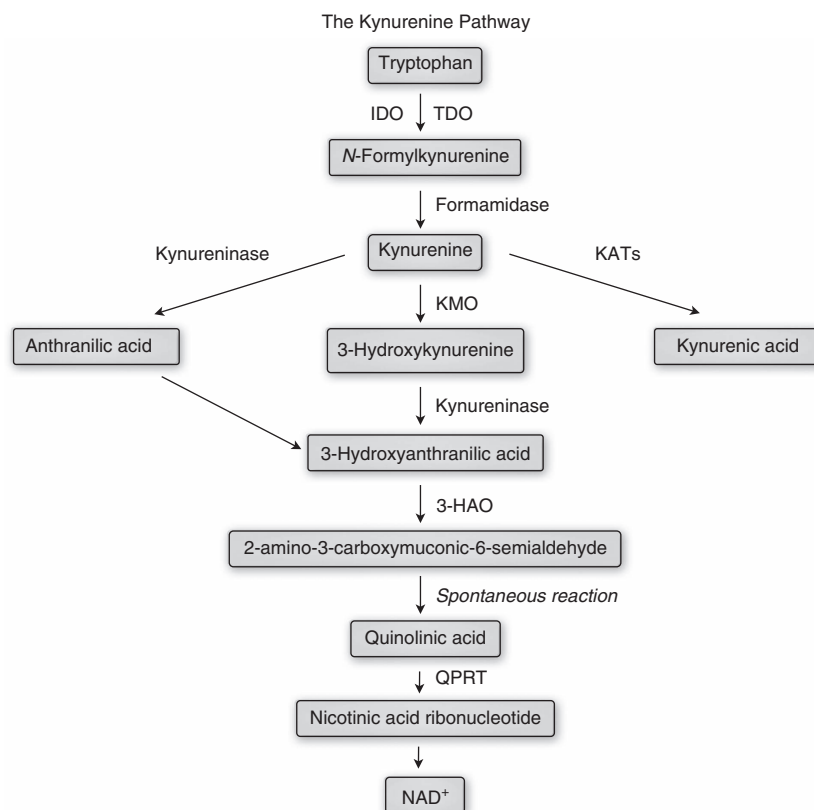 The Kynurenine Pathway
Tryptophan
IDO TDO
N-Formylkynurenine
Formamidase
Kynureninase Kynurenine KATs
KMO
Anthranilic acid 3-Hydroxykynurenine Kynurenic acid
Kynureninase
3-Hydroxyanthranilic acid
3-HAO
2-amino-3-carboxymuconic-6-semialdehyde
Spontaneous reaction
Quinolinic acid
QPRT
Nicotinic acid ribonucleotide
NAD⁺